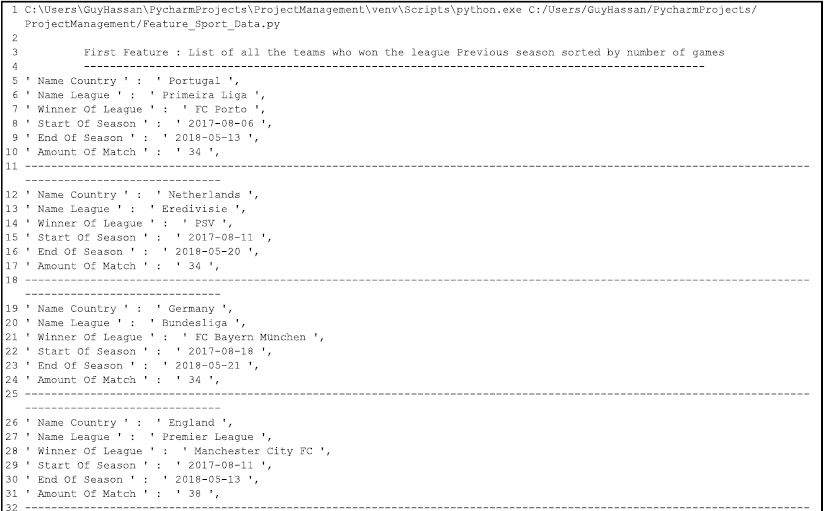 1 C:\Users\GuyHassan\PycharmProjects\ProjectManagement\venv\Scripts\python.exe C:/Users/GuyHassan/PycharmProjects/
ProjectManagement/Feature_Sport_Data.py
2
3 First Feature : List of all the teams who won the league Previous season sorted by number of games
4 -----------------------------------------------------------------------------------------------
5 ' Name Country ' :  ' Portugal ',
6 ' Name League ' :  ' Primeira Liga ',
7 ' Winner Of League ' :  ' FC Porto ',
8 ' Start Of Season ' :  ' 2017-08-06 ',
9 ' End Of Season ' :  ' 2018-05-13 ',
10 ' Amount Of Match ' :  ' 34 ',
11 ------------------------------------------------------------------------------------------------------------------------
------------------------------
12 ' Name Country ' :  ' Netherlands ',
13 ' Name League ' :  ' Eredivisie ',
14 ' Winner Of League ' :  ' PSV ',
15 ' Start Of Season ' :  ' 2017-08-11 ',
16 ' End Of Season ' :  ' 2018-05-20 ',
17 ' Amount Of Match ' :  ' 34 ',
18 ------------------------------------------------------------------------------------------------------------------------
------------------------------
19 ' Name Country ' :  ' Germany ',
20 ' Name League ' :  ' Bundesliga ',
21 ' Winner Of League ' :  ' FC Bayern München ',
22 ' Start Of Season ' :  ' 2017-08-18 ',
23 ' End Of Season ' :  ' 2018-05-21 ',
24 ' Amount Of Match ' :  ' 34 ',
25 ------------------------------------------------------------------------------------------------------------------------
------------------------------
26 ' Name Country ' :  ' England ',
27 ' Name League ' :  ' Premier League ',
28 ' Winner Of League ' :  ' Manchester City FC ',
29 ' Start Of Season ' :  ' 2017-08-11 ',
30 ' End Of Season ' :  ' 2018-05-13 ',
31 ' Amount Of Match ' :  ' 38 ',
32 ------------------------------------------------------------------------------------------------------------------------